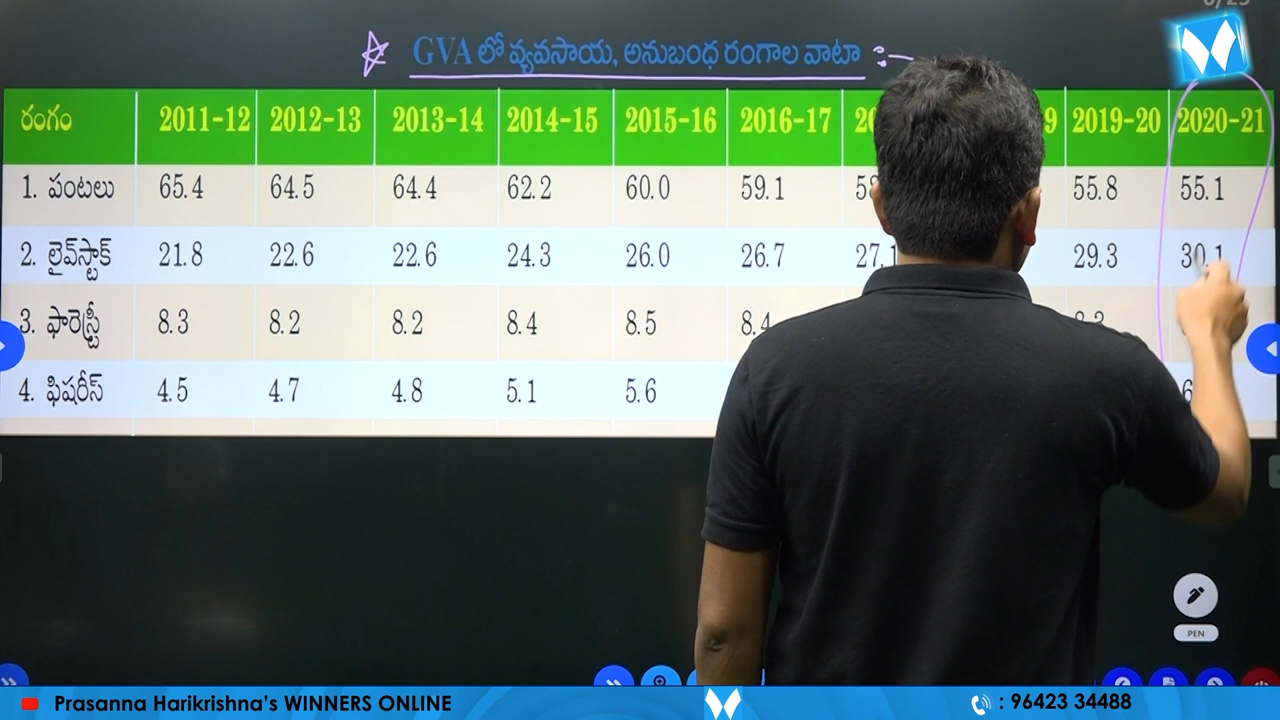 GVA లో వ్యవసాయ, అనుబంధ రంగాల వాటా :-
రంగం 2011-12 2012-13 2013-14 2014-15 2015-16 2016-17 2019-20 2020-21
1. పంటలు 65.4 64.5 64.4 62.2 60.0 59.1 55.8 55.1
2. లైవ్‌స్టాక్ 21.8 22.6 22.6 24.3 26.0 26.7 27.1 29.3 30.1
3. ఫారెస్ట్రీ 8.3 8.2 8.2 8.4 8.5 8.4 8.3
4. ఫిషరీస్ 4.5 4.7 4.8 5.1 5.6
PEN
Prasanna Harikrishna's WINNERS ONLINE : 96423 34488